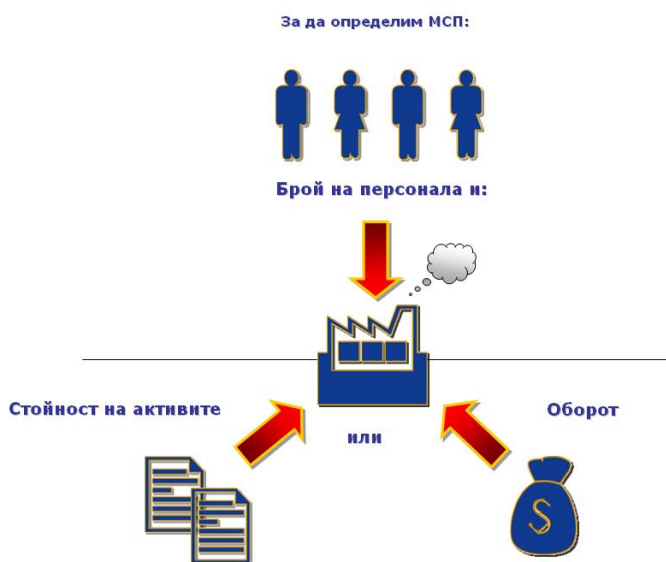 За да определим МСП:
Брой на персонала и:
Стойност на активите
Оборот
или
$